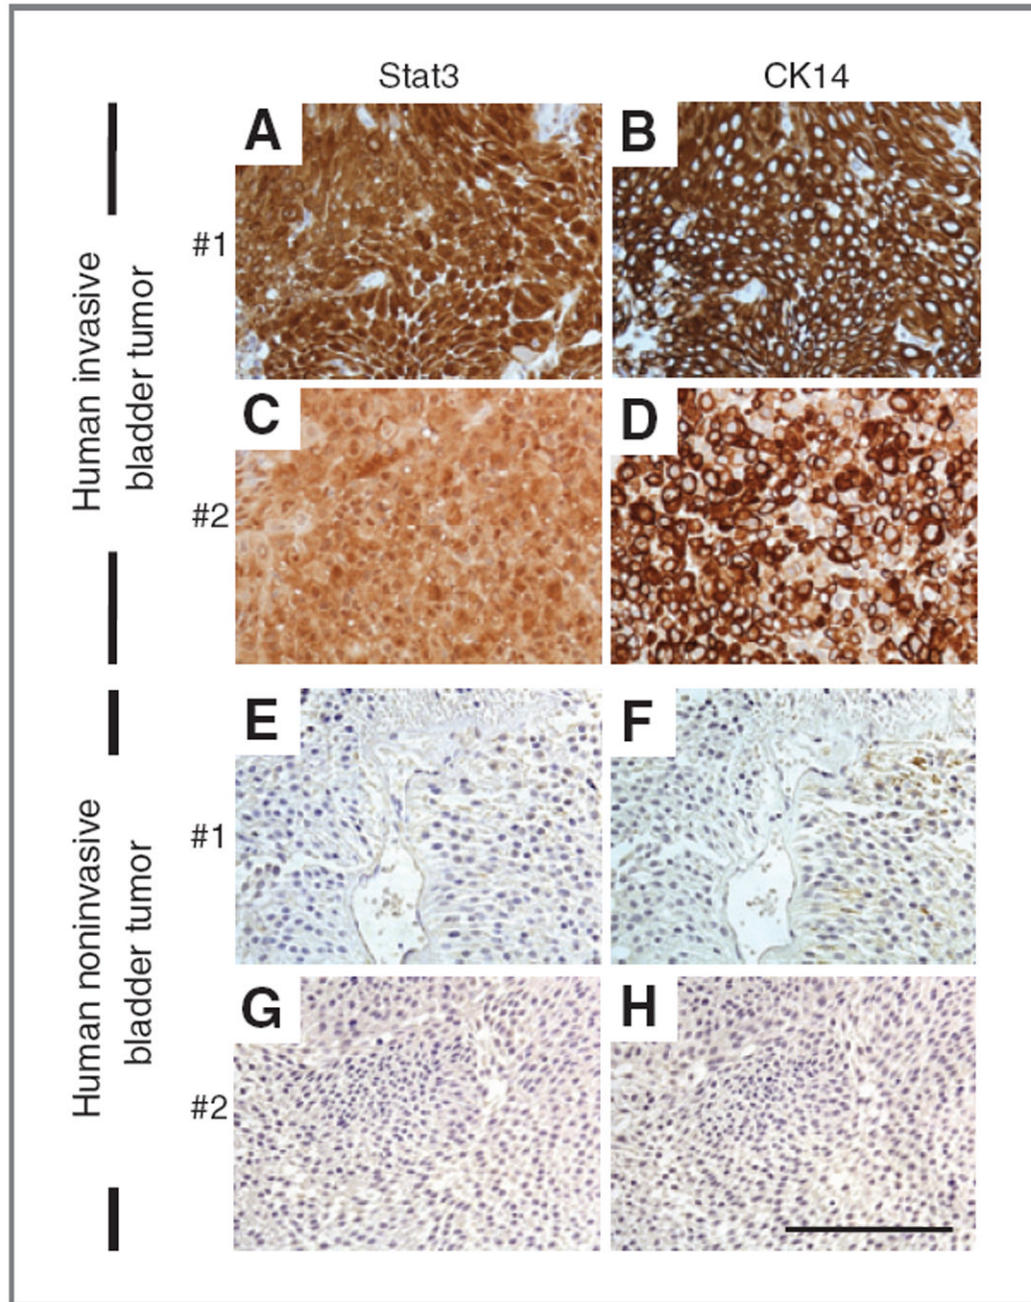 Stat3 CK14
A B
#1
C D
#2
Human invasive
bladder tumor
E F
#1
G H
#2
Human noninvasive
bladder tumor